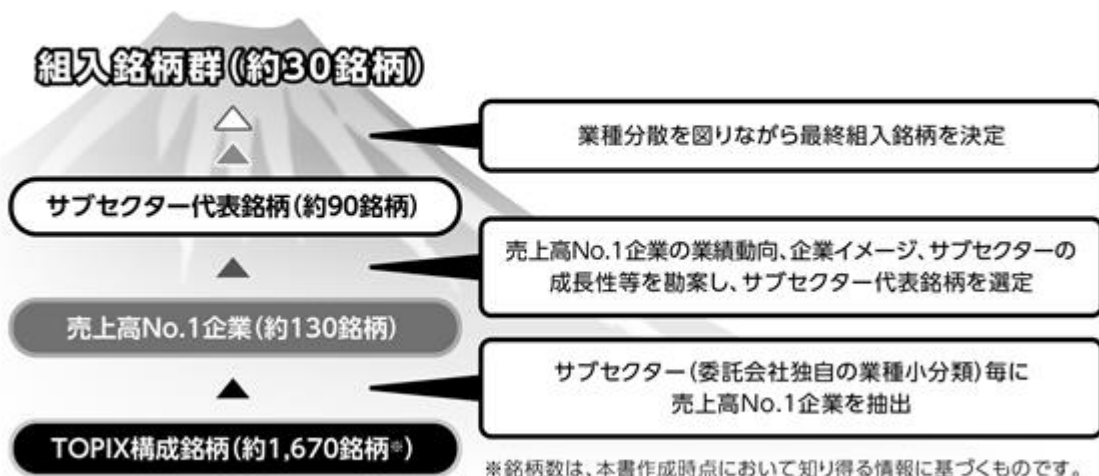 組入銘柄群(約30銘柄)
業種分散を図りながら最終組入銘柄を決定
サブセクター代表銘柄(約90銘柄)
売上高No.1企業の業績動向、企業イメージ、サブセクターの
成長性等を勘案し、サブセクター代表銘柄を選定
売上高No.1企業(約130銘柄)
サブセクター(委託会社独自の業種小分類)毎に
売上高No.1企業を抽出
TOPIX構成銘柄(約1,670銘柄※)
※銘柄数は、本書作成時点において知り得る情報に基づくものです。